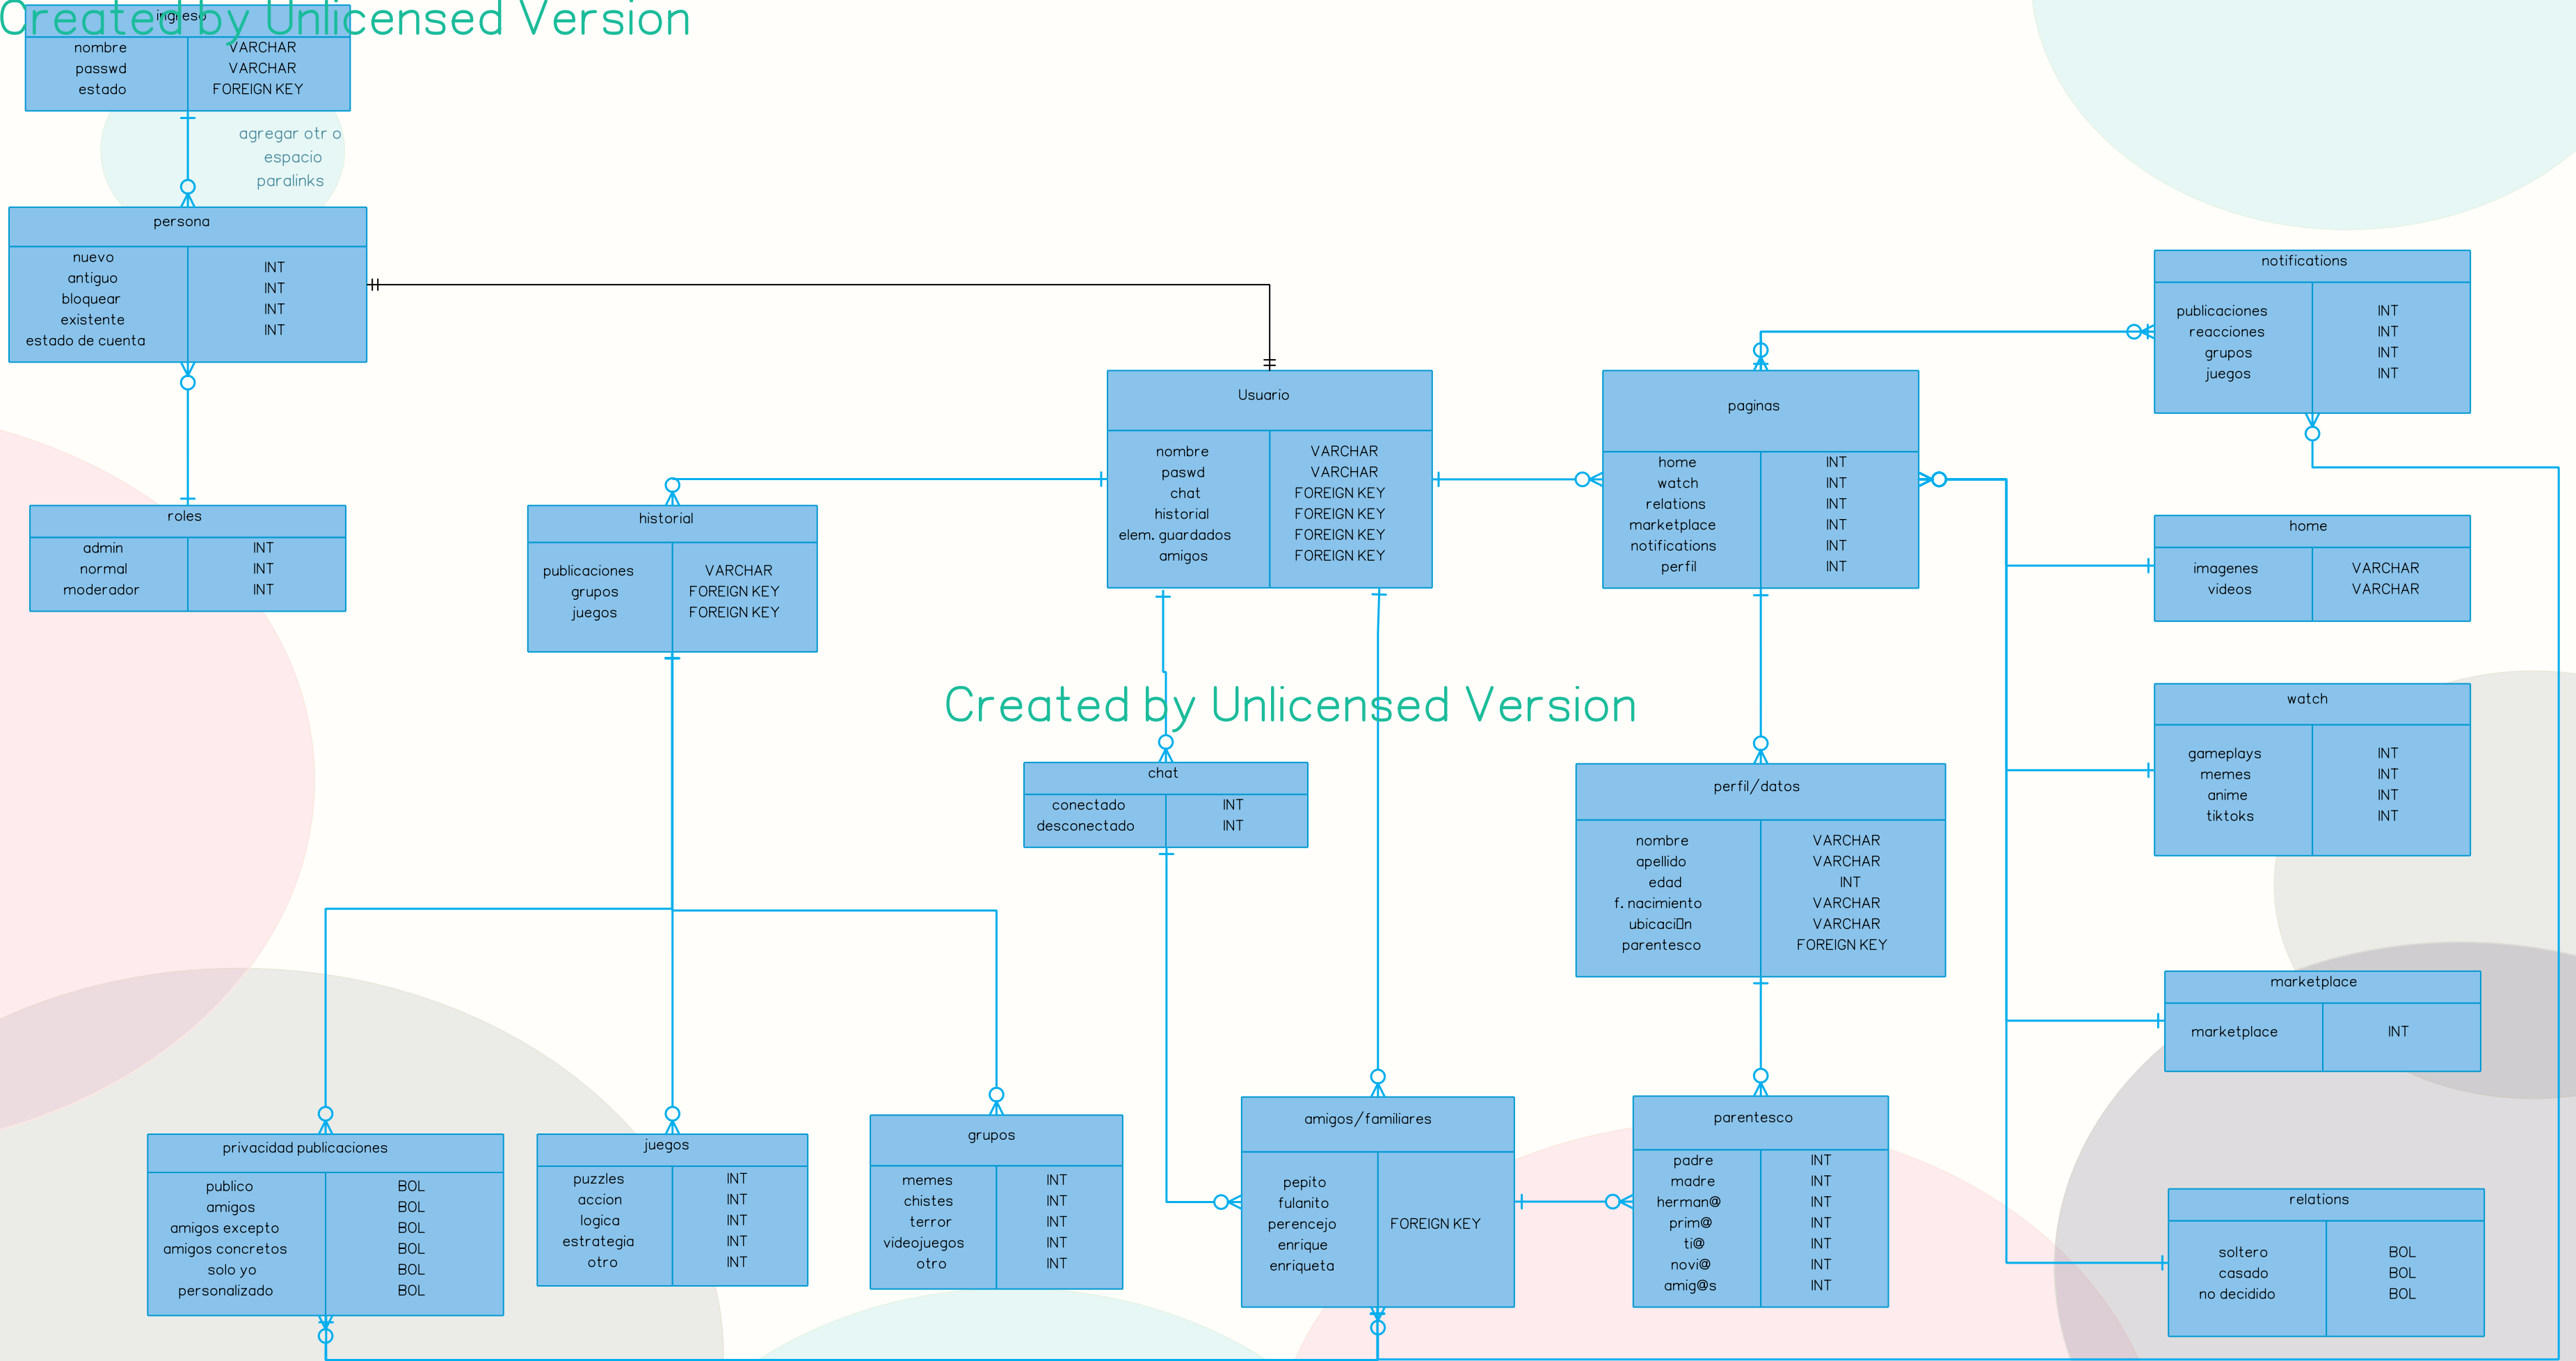 Created by Unlicensed Version
ingreso
nombre VARCHAR
passwd VARCHAR
estado FOREIGN KEY
agregar otr o
espacio
paralinks
persona
nuevo
antiguo
bloquear
existente
estado de cuenta
INT
INT
INT
INT
roles
admin INT
normal INT
moderador INT
historial
publicaciones VARCHAR
grupos FOREIGN KEY
juegos FOREIGN KEY
Usuario
nombre VARCHAR
paswd VARCHAR
chat FOREIGN KEY
historial FOREIGN KEY
elem. guardados FOREIGN KEY
amigos FOREIGN KEY
paginas
home INT
watch INT
relations INT
marketplace INT
notifications INT
perfil INT
notifications
publicaciones INT
reacciones INT
grupos INT
juegos INT
home
imagenes VARCHAR
videos VARCHAR
watch
gameplays INT
memes INT
anime INT
tiktoks INT
Created by Unlicensed Version
chat
conectado INT
desconectado INT
perfil/datos
nombre VARCHAR
apellido VARCHAR
edad INT
f. nacimiento VARCHAR
ubicaci▯n VARCHAR
parentesco FOREIGN KEY
marketplace
marketplace INT
privacidad publicaciones
publico BOL
amigos BOL
amigos excepto BOL
amigos concretos BOL
solo yo BOL
personalizado BOL
juegos
puzzles INT
accion INT
logica INT
estrategia INT
otro INT
grupos
memes INT
chistes INT
terror INT
videojuegos INT
otro INT
amigos/familiares
pepito
fulanito
perencejo FOREIGN KEY
enrique
enriqueta
parentesco
padre INT
madre INT
herman@ INT
prim@ INT
ti@ INT
novi@ INT
amig@s INT
relations
soltero BOL
casado BOL
no decidido BOL